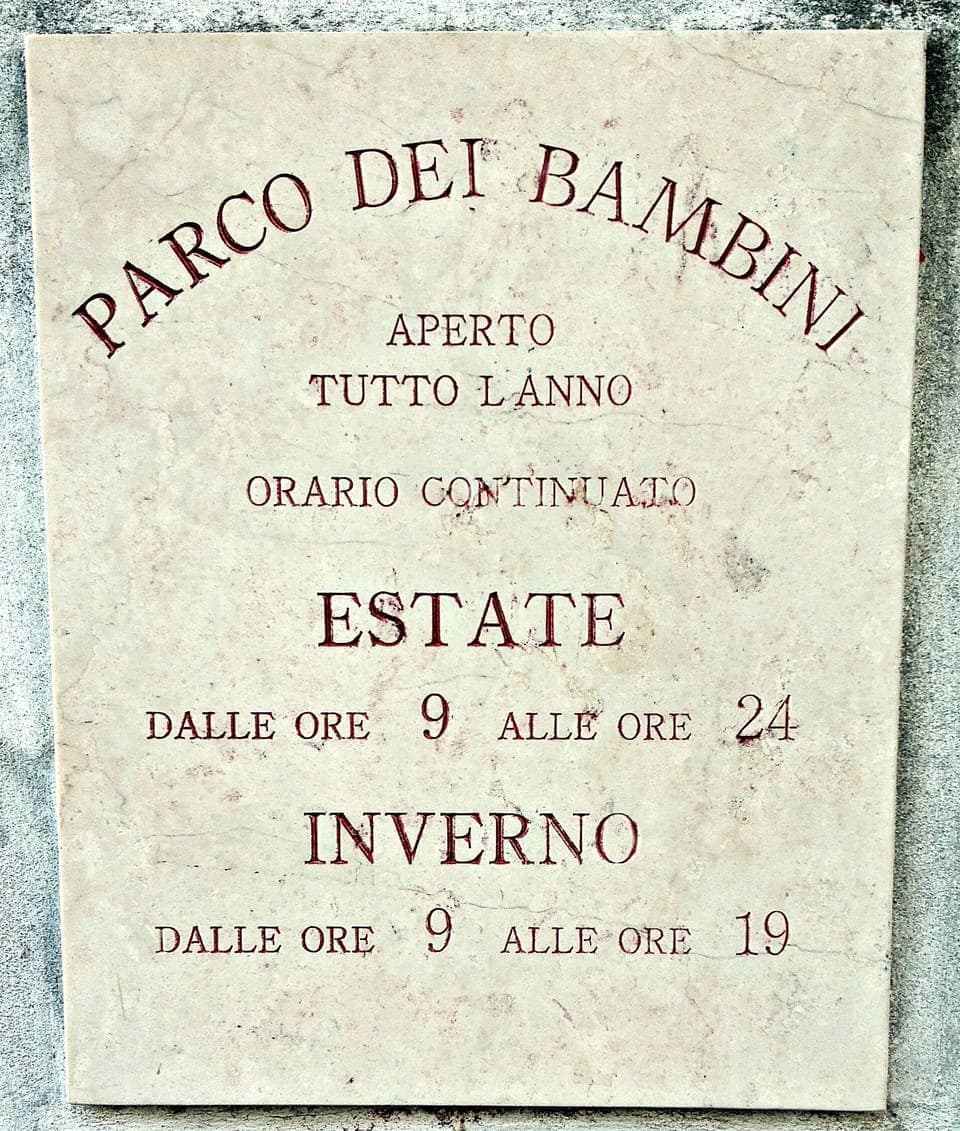 PARCO DEI BAMBINI
APERTO
TUTTO L'ANNO
ORARIO CONTINUATO
ESTATE
DALLE ORE 9 ALLE ORE 24
INVERNO
DALLE ORE 9 ALLE ORE 19